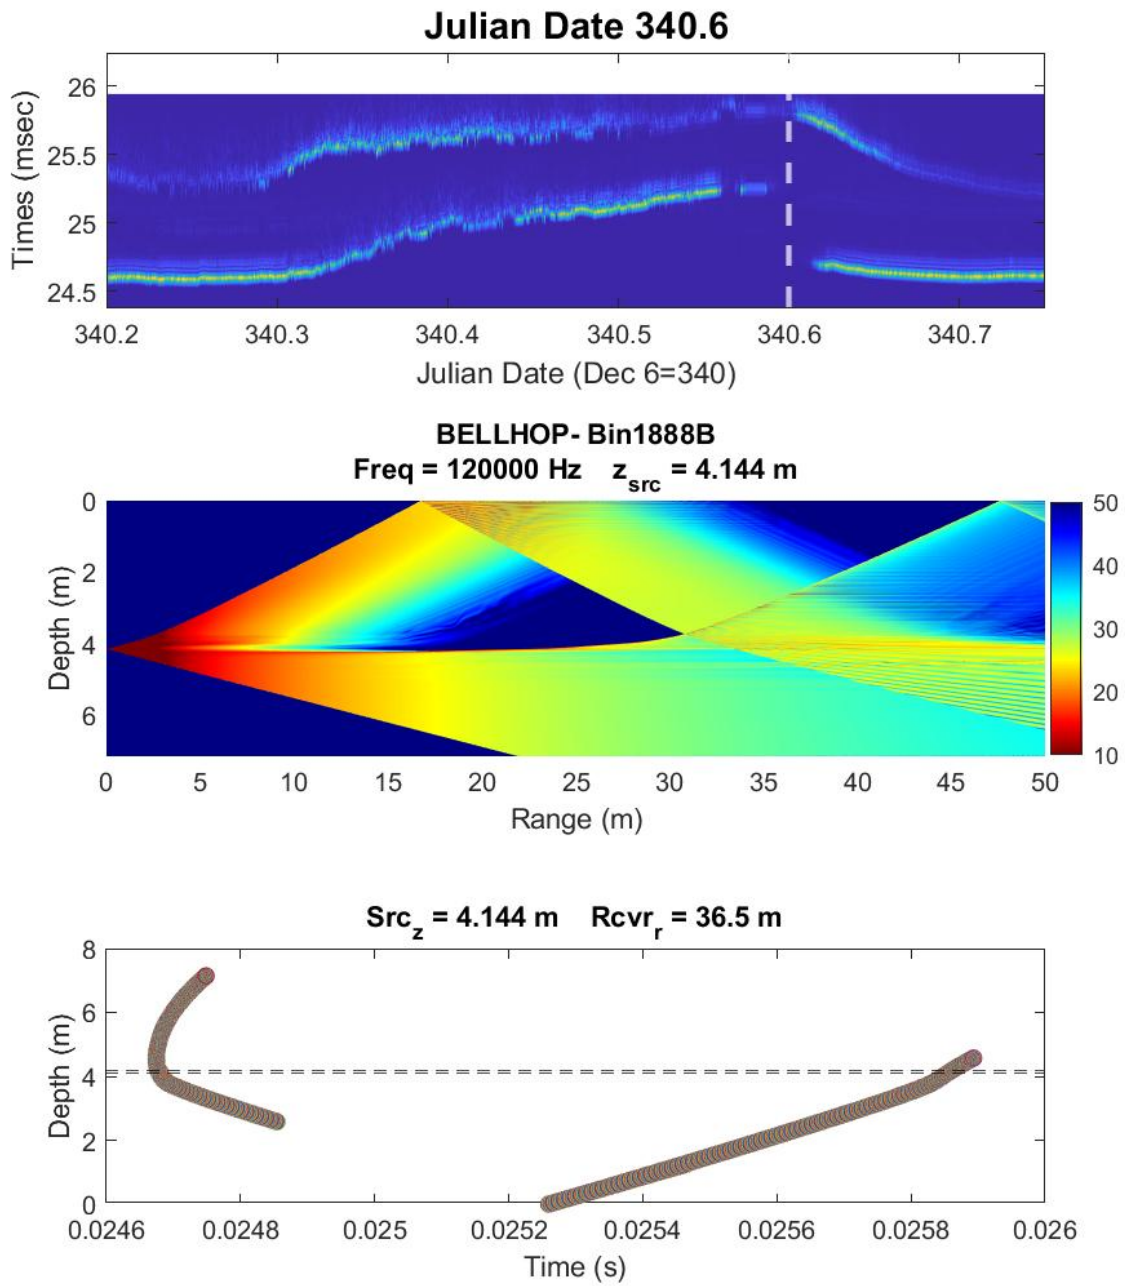 Julian Date 340.6
26
25.5
25
24.5
Times (msec)
340.2 340.3 340.4 340.5 340.6 340.7
Julian Date (Dec 6=340)
BELLHOP- Bin1888B
Freq = 120000 Hz z_src = 4.144 m
0
2
4
6
Depth (m)
50
40
30
20
10
0 5 10 15 20 25 30 35 40 45 50
Range (m)
Src_z = 4.144 m Rcvr_r = 36.5 m
8
6
4
2
0
Depth (m)
0.0246 0.0248 0.025 0.0252 0.0254 0.0256 0.0258 0.026
Time (s)